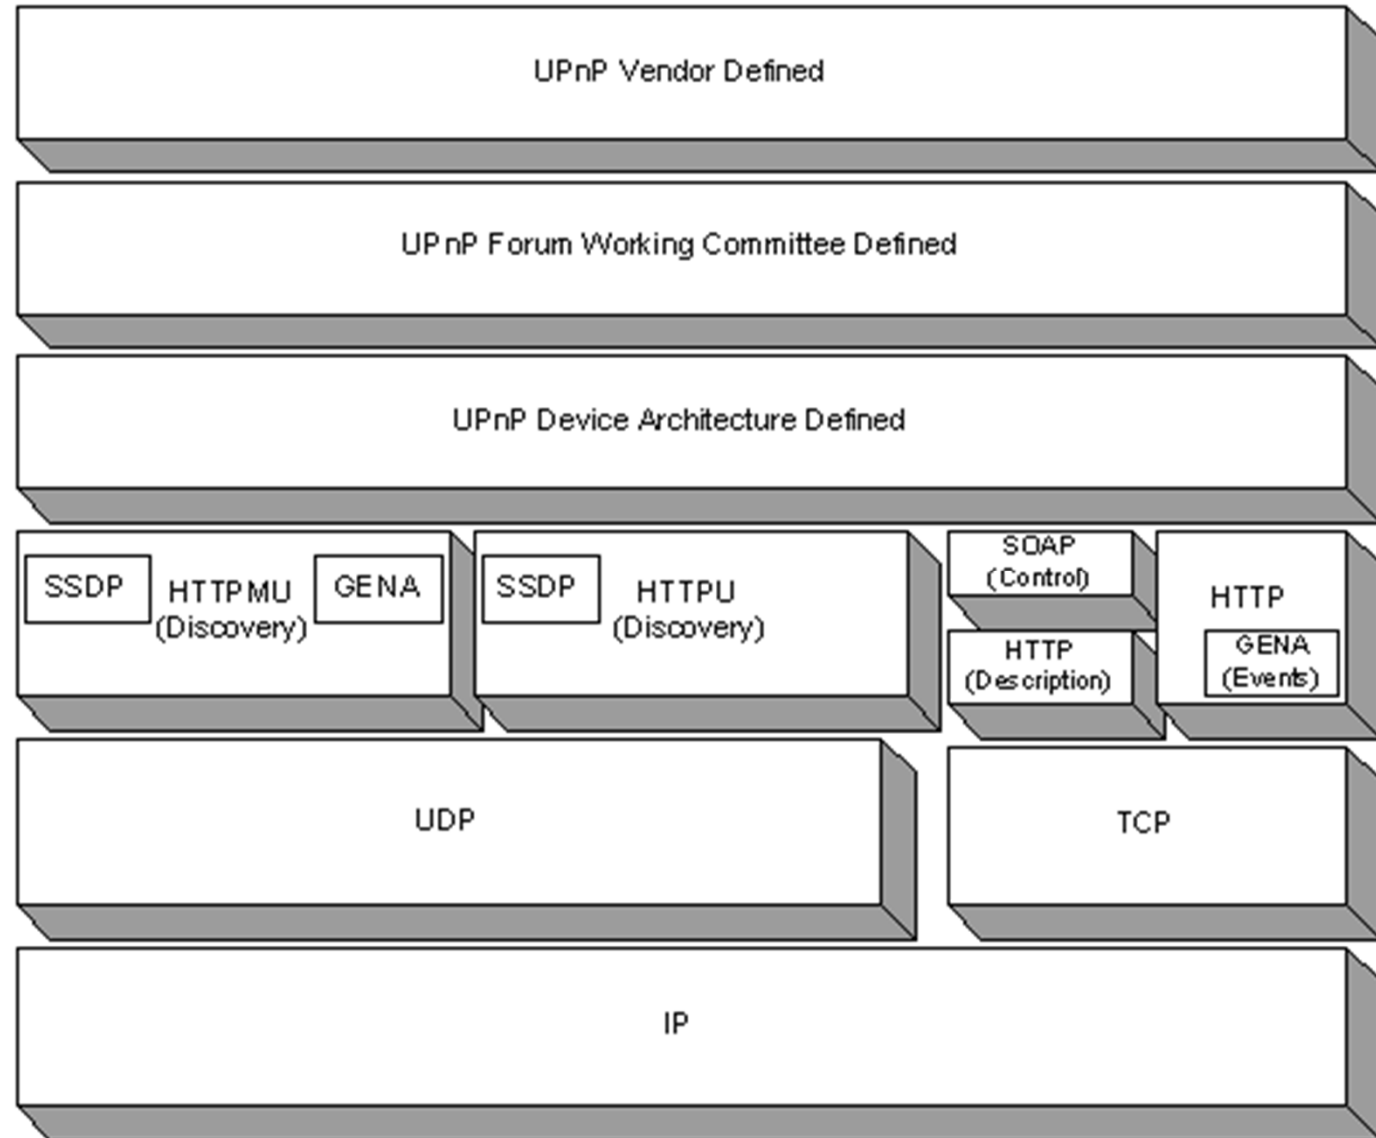 UPnP Vendor Defined
UPnP Forum Working Committee Defined
UPnP Device Architecture Defined
SSDP
HTTPMU
(Discovery)
GENA
SSDP
HTTPU
(Discovery)
SOAP
(Control)
HTTP
(Description)
HTTP
GENA
(Events)
UDP
TCP
IP